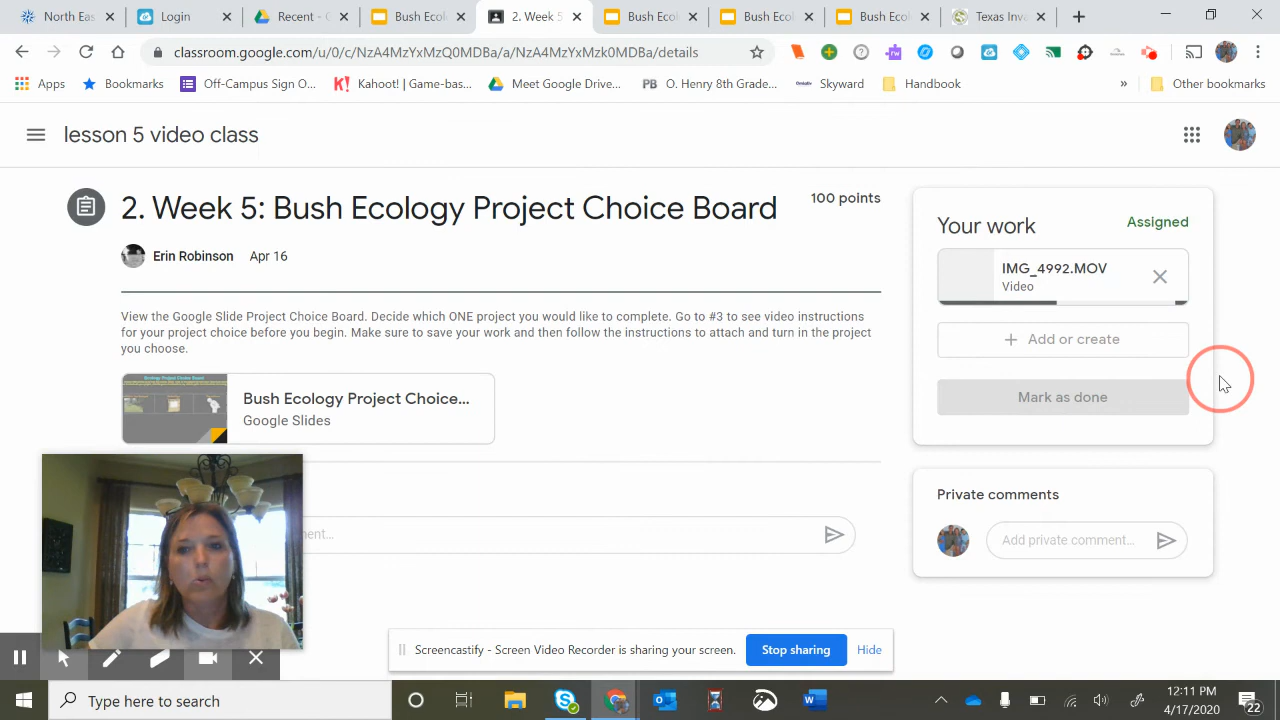 North Eas
Login
Recent - G
Bush Ecol
2. Week 5
Bush Ecol
Bush Ecol
Bush Ecol
Texas Inv
classroom.google.com/u/0/c/NzA4MzYxMzQ0MDBa/a/NzA4MzYxMzk0MDBa/details
Apps
Bookmarks
Off-Campus Sign O...
Kahoot! | Game-bas...
Meet Google Drive...
PB O. Henry 8th Grade...
Skyward
Handbook
»
Other bookmarks
lesson 5 video class
2. Week 5: Bush Ecology Project Choice Board
100 points
Erin Robinson Apr 16
View the Google Slide Project Choice Board. Decide which ONE project you would like to complete. Go to #3 to see video instructions
for your project choice before you begin. Make sure to save your work and then follow the instructions to attach and turn in the project
you choose.
Bush Ecology Project Choice...
Google Slides
Your work
Assigned
IMG_4992.MOV
Video
Add or create
Mark as done
Private comments
Add private comment...
ent...
Screencastify - Screen Video Recorder is sharing your screen.
Stop sharing
Hide
Type here to search
12:11 PM
4/17/2020
22